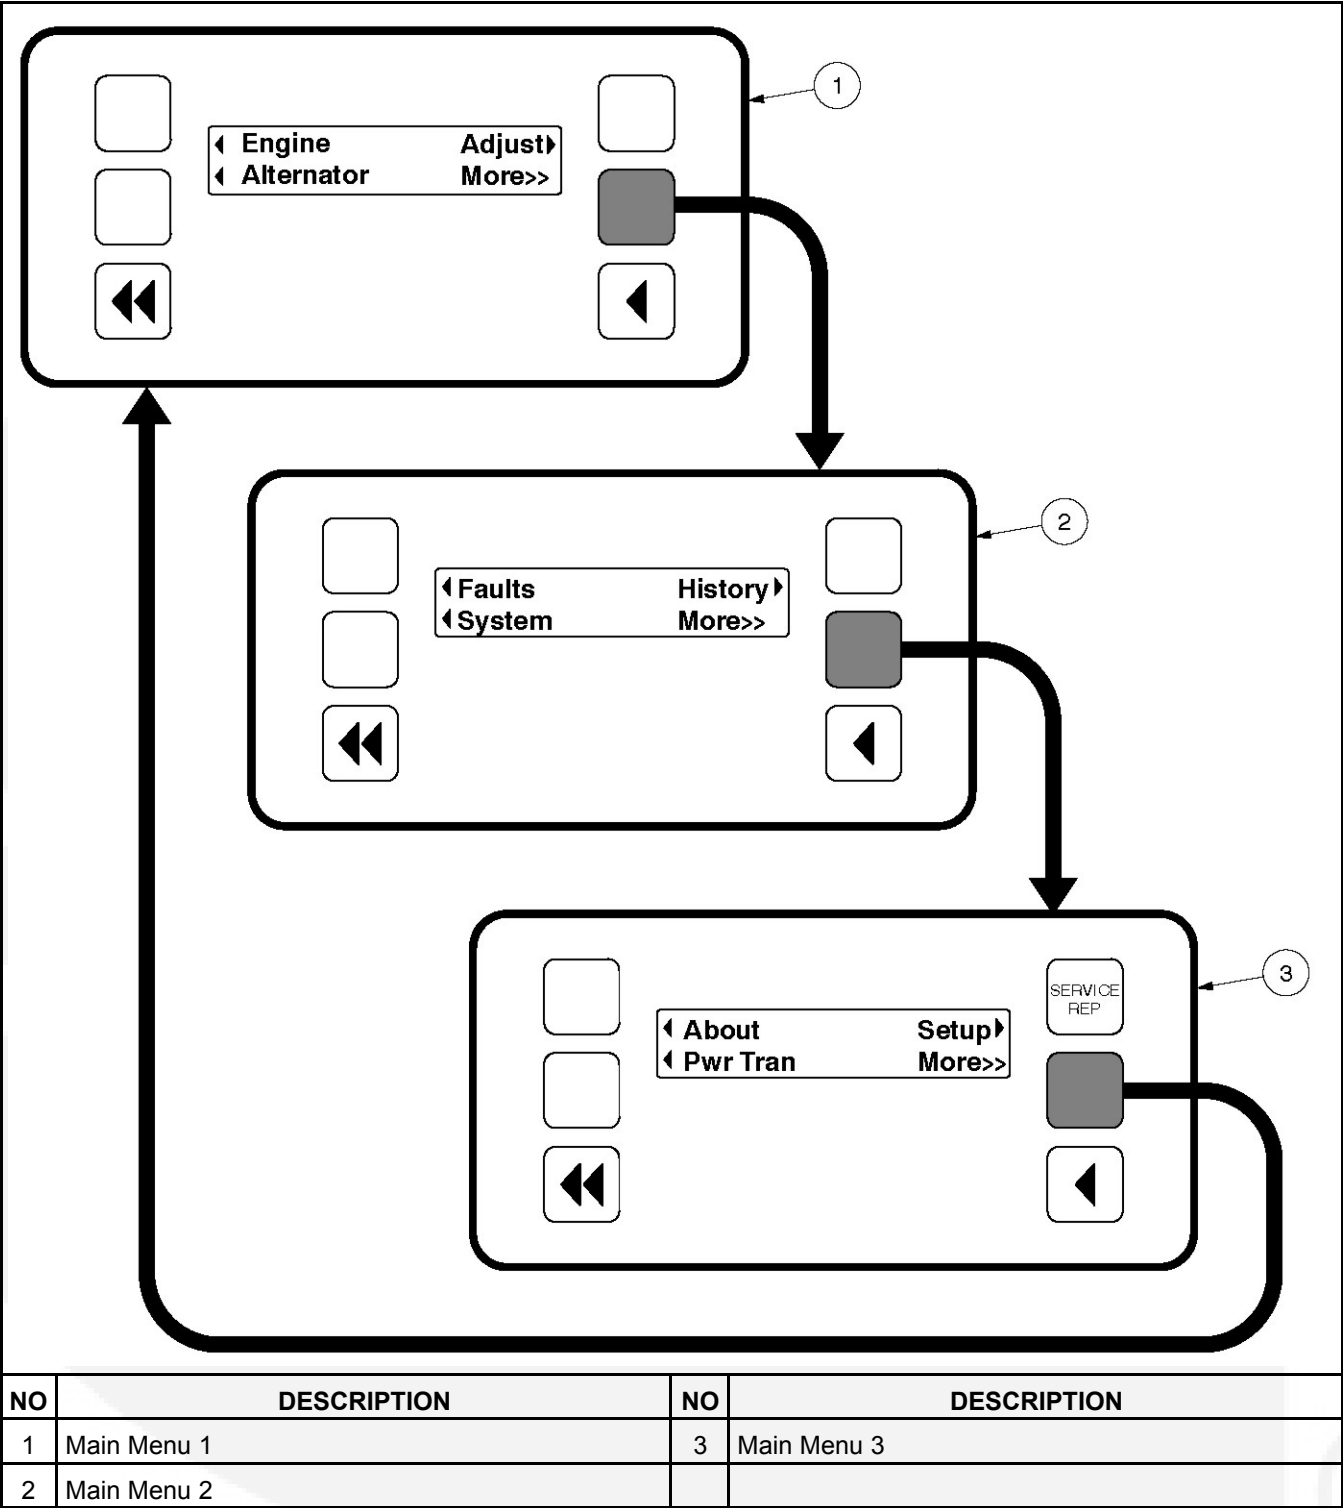 1
Engine Adjust
Alternator More>>
2
Faults History
System More>>
3
SERVICE
REP
About Setup
Pwr Tran More>>
NO DESCRIPTION NO DESCRIPTION
1 Main Menu 1 3 Main Menu 3
2 Main Menu 2